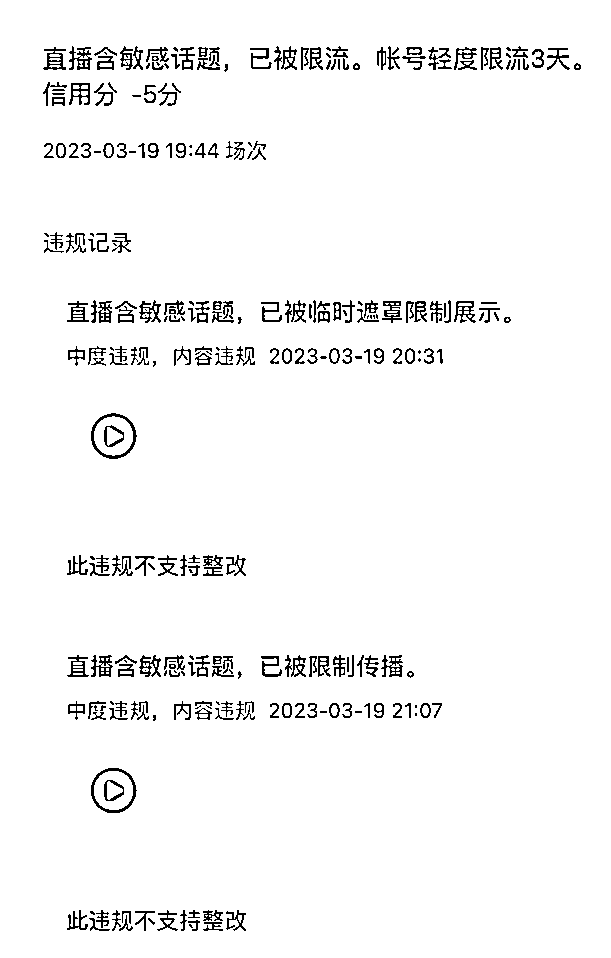 直播含敏感话题，已被限流。帐号轻度限流3天。
信用分 -5分
2023-03-19 19:44 场次
违规记录
直播含敏感话题，已被临时遮罩限制展示。
中度违规，内容违规 2023-03-19 20:31
此违规不支持整改
直播含敏感话题，已被限制传播。
中度违规，内容违规 2023-03-19 21:07
此违规不支持整改